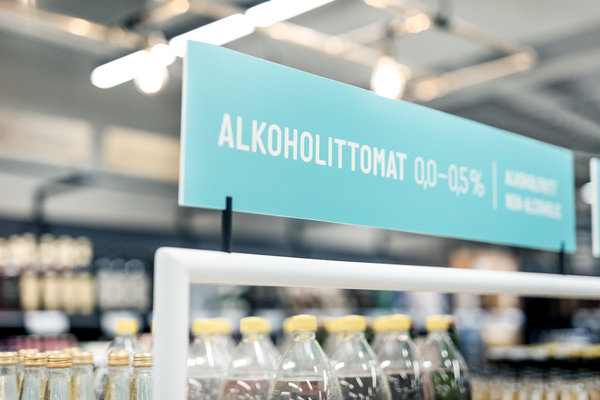 ALKOHOLITTOMAT 0,0–0,5%
ALKOHOLFRITT
NON-ALCOHOLIC